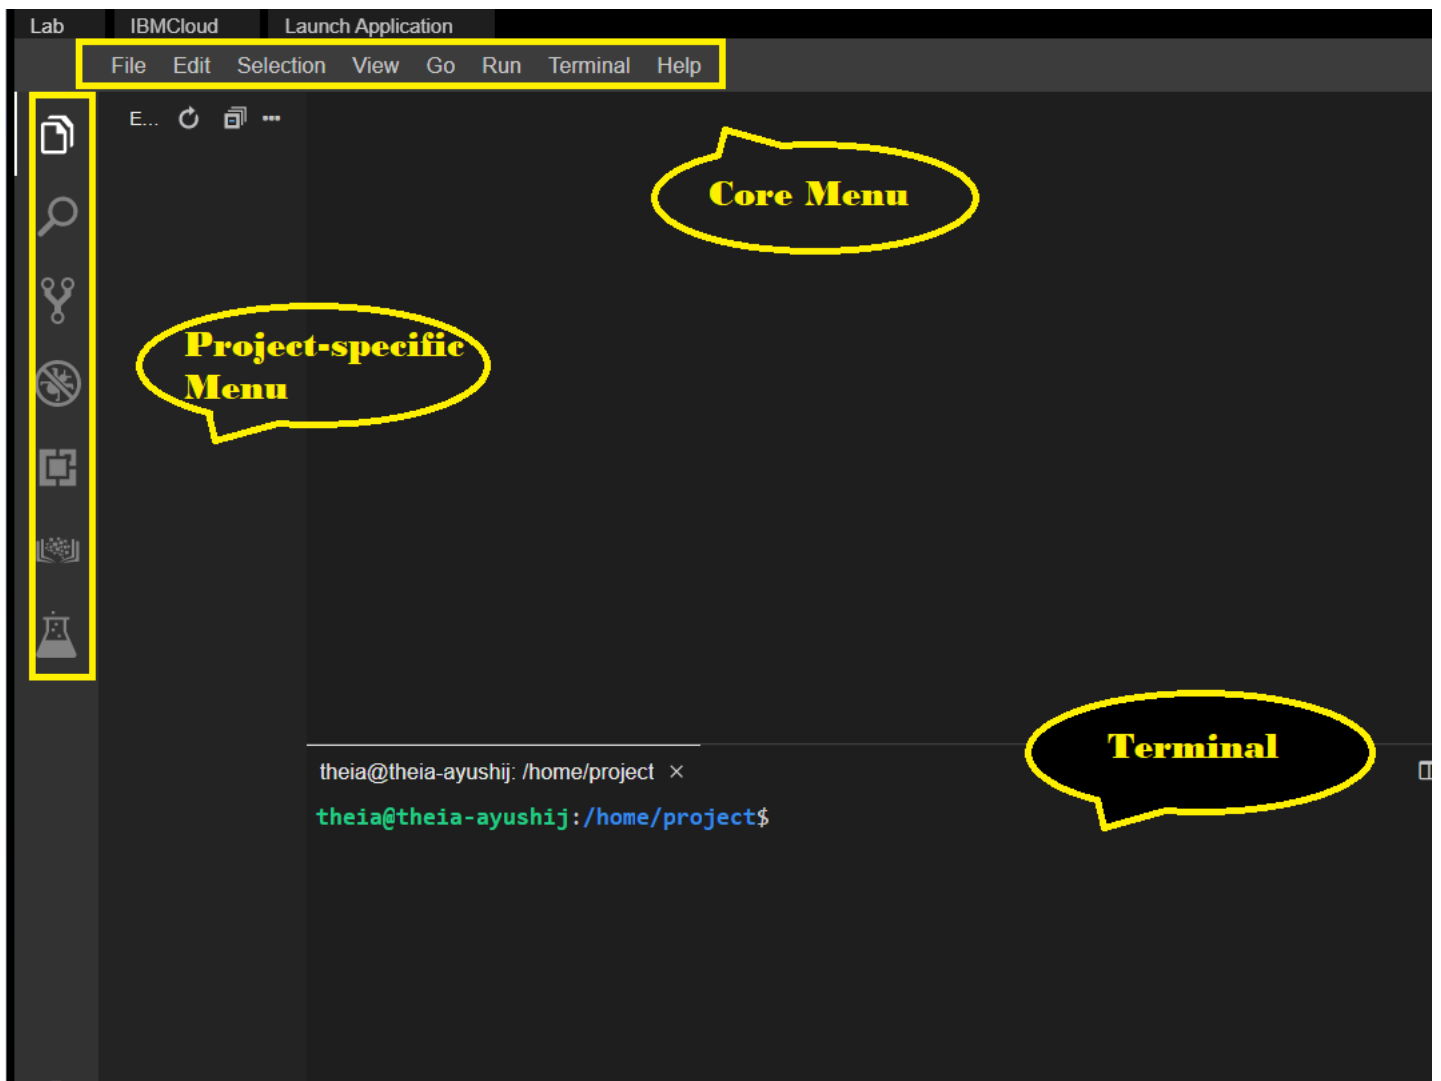 Lab IBMCloud Launch Application
File Edit Selection View Go Run Terminal Help
E...
Core Menu
Project-specific
Menu
Terminal
theia@theia-ayushij: /home/project ×
theia@theia-ayushij:/home/project$